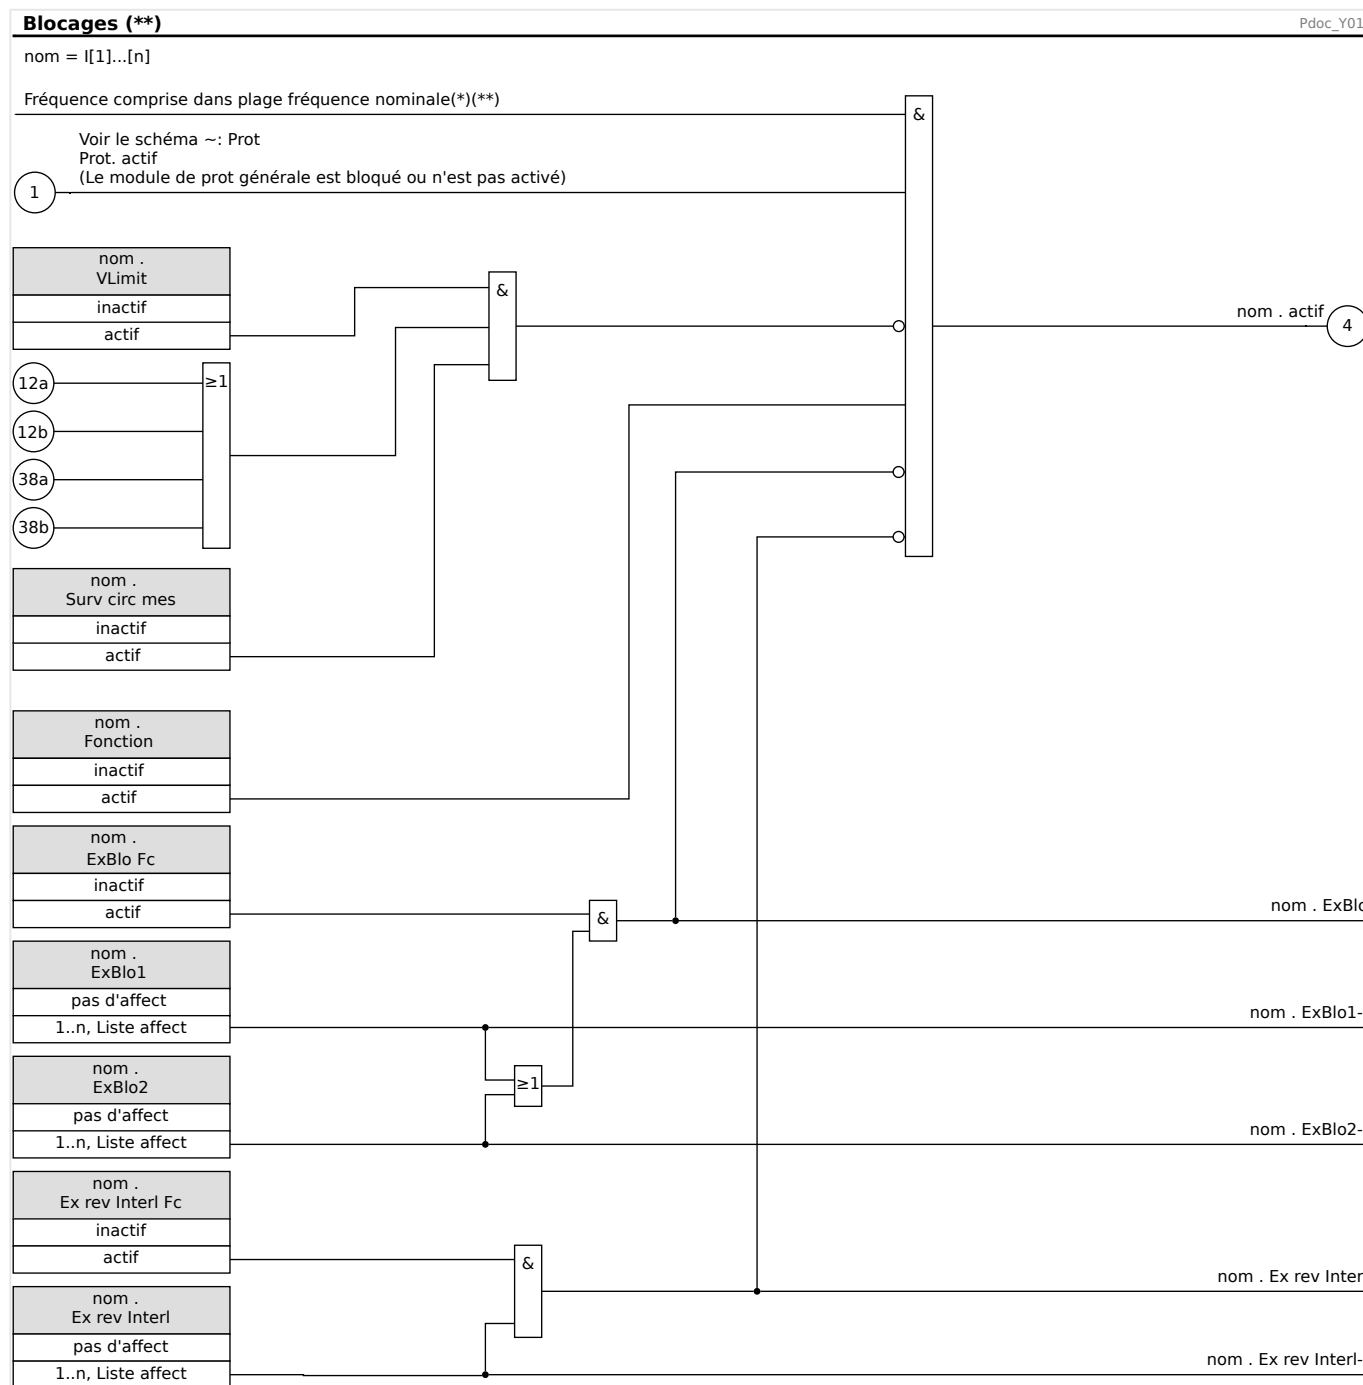 Blocages (**)
Pdoc_Y01
nom = I[1]...[n]
Fréquence comprise dans plage fréquence nominale(*)(**)
&
Voir le schéma ~: Prot
Prot. actif
(Le module de prot générale est bloqué ou n'est pas activé)
1
nom .
VLimit
inactif
actif
&
nom . actif
4
12a
≥1
12b
38a
38b
nom .
Surv circ mes
inactif
actif
nom .
Fonction
inactif
actif
nom .
ExBlo Fc
inactif
actif
&
nom . ExBlo
nom .
ExBlo1
pas d'affect
1..n, Liste affect
nom . ExBlo1-
nom .
ExBlo2
≥1
pas d'affect
1..n, Liste affect
nom . ExBlo2-
nom .
Ex rev Interl Fc
inactif
actif
&
nom . Ex rev Inter
nom .
Ex rev Interl
pas d'affect
1..n, Liste affect
nom . Ex rev Interl-